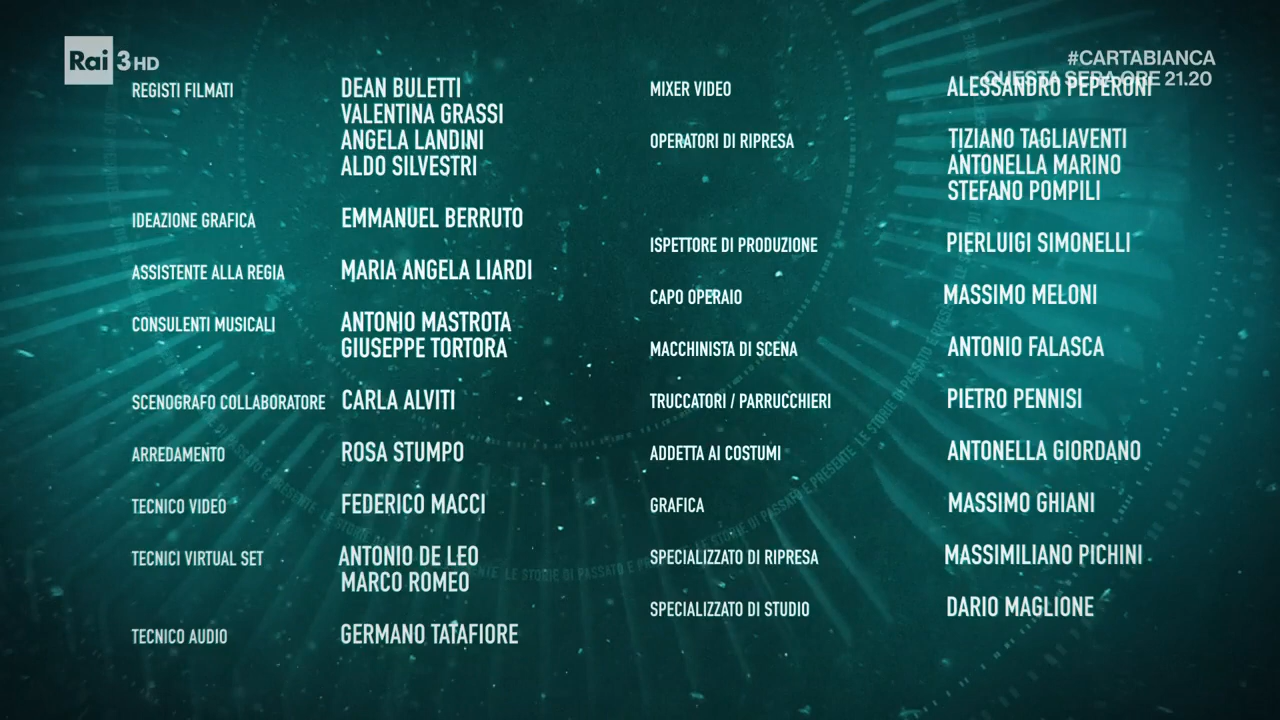 Rai 3HD
#CARTABIANCA
QUESTA SERA ORE 21.20
REGISTI FILMATI DEAN BULETTI
VALENTINA GRASSI
ANGELA LANDINI
ALDO SILVESTRI
IDEAZIONE GRAFICA EMMANUEL BERRUTO
ASSISTENTE ALLA REGIA MARIA ANGELA LIARDI
CONSULENTI MUSICALI ANTONIO MASTROTA
GIUSEPPE TORTORA
SCENOGRAFO COLLABORATORE CARLA ALVITI
ARREDAMENTO ROSA STUMPO
TECNICO VIDEO FEDERICO MACCI
TECNICI VIRTUAL SET ANTONIO DE LEO
MARCO ROMEO
TECNICO AUDIO GERMANO TATAFIORE
MIXER VIDEO ALESSANDRO PEPERONI
OPERATORI DI RIPRESA TIZIANO TAGLIAVENTI
ANTONELLA MARINO
STEFANO POMPILI
ISPETTORE DI PRODUZIONE PIERLUIGI SIMONELLI
CAPO OPERAIO MASSIMO MELONI
MACCHINISTA DI SCENA ANTONIO FALASCA
TRUCCATORI / PARRUCCHIERI PIETRO PENNISI
ADDETTA AI COSTUMI ANTONELLA GIORDANO
GRAFICA MASSIMO GHIANI
SPECIALIZZATO DI RIPRESA MASSIMILIANO PICHINI
SPECIALIZZATO DI STUDIO DARIO MAGLIONE
LE STORIE DI PASSATO E PRESENTE